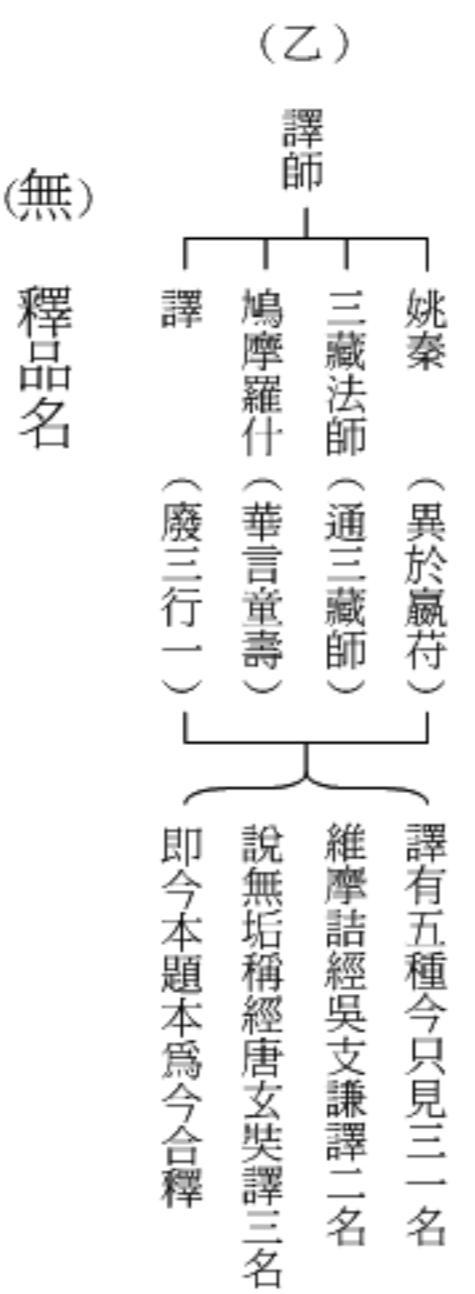 （乙）
譯師
姚秦
（異於嬴苻）
三藏法師
（通三藏師）
鳩摩羅什
（華言童壽）
譯
（廢三行一）
譯有五種今只見三一名
維摩詰經吳支謙譯二名
說無垢稱經唐玄奘譯三名
即今本題本為今合釋
（無）
釋品名